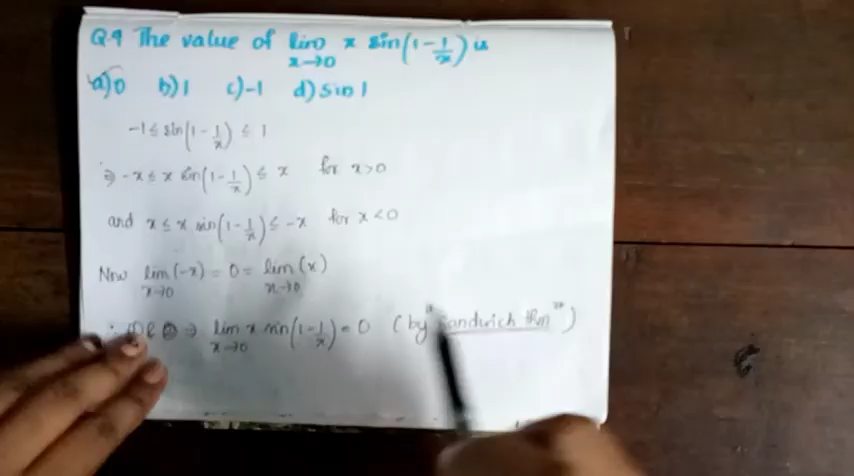 Q.9 The value of lim x sin(1-1/x) is
x→0
a) 0 b) 1 c) -1 d) sin 1
-1 ≤ sin(1-1/x) ≤ 1
⇒ -x ≤ x sin(1-1/x) ≤ x for x>0
and x ≤ x sin(1-1/x) ≤ -x for x<0
Now lim (-x) = 0 = lim (x)
x→0 x→0
⇒ lim x sin(1-1/x) = 0 (by "Sandwich thm")
x→0